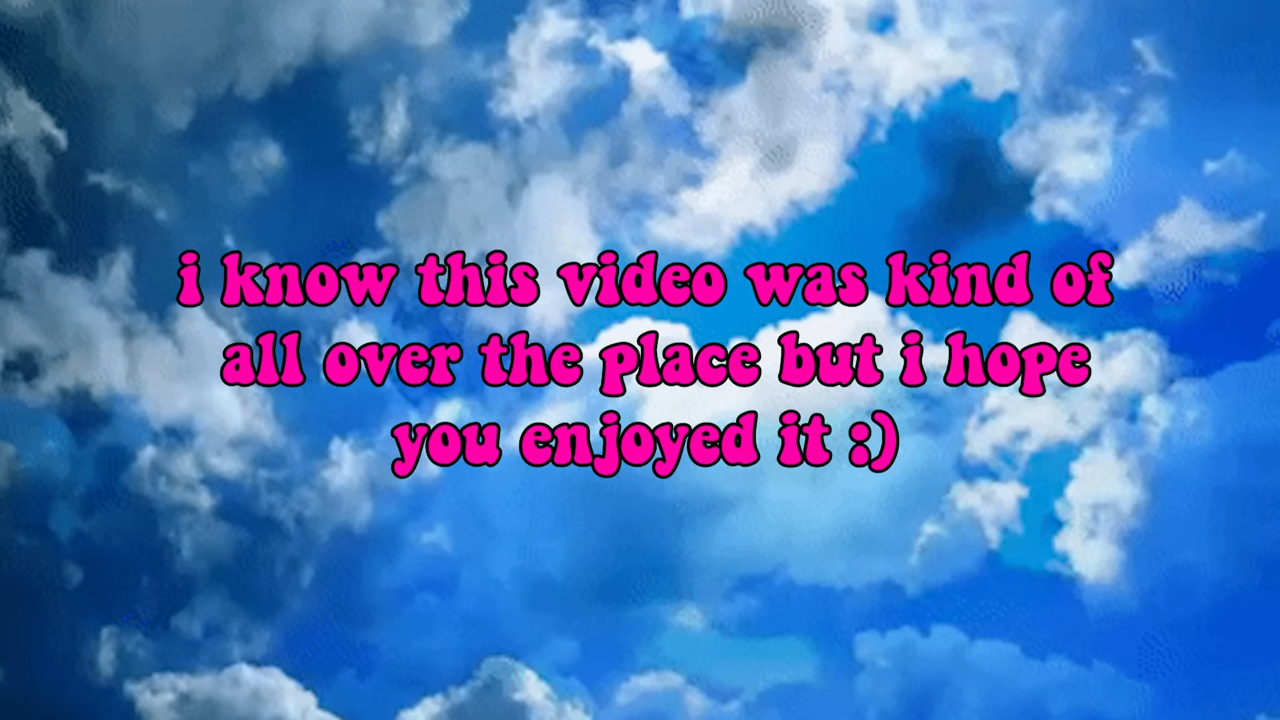 i know this video was kind of
all over the place but i hope
you enjoyed it :)